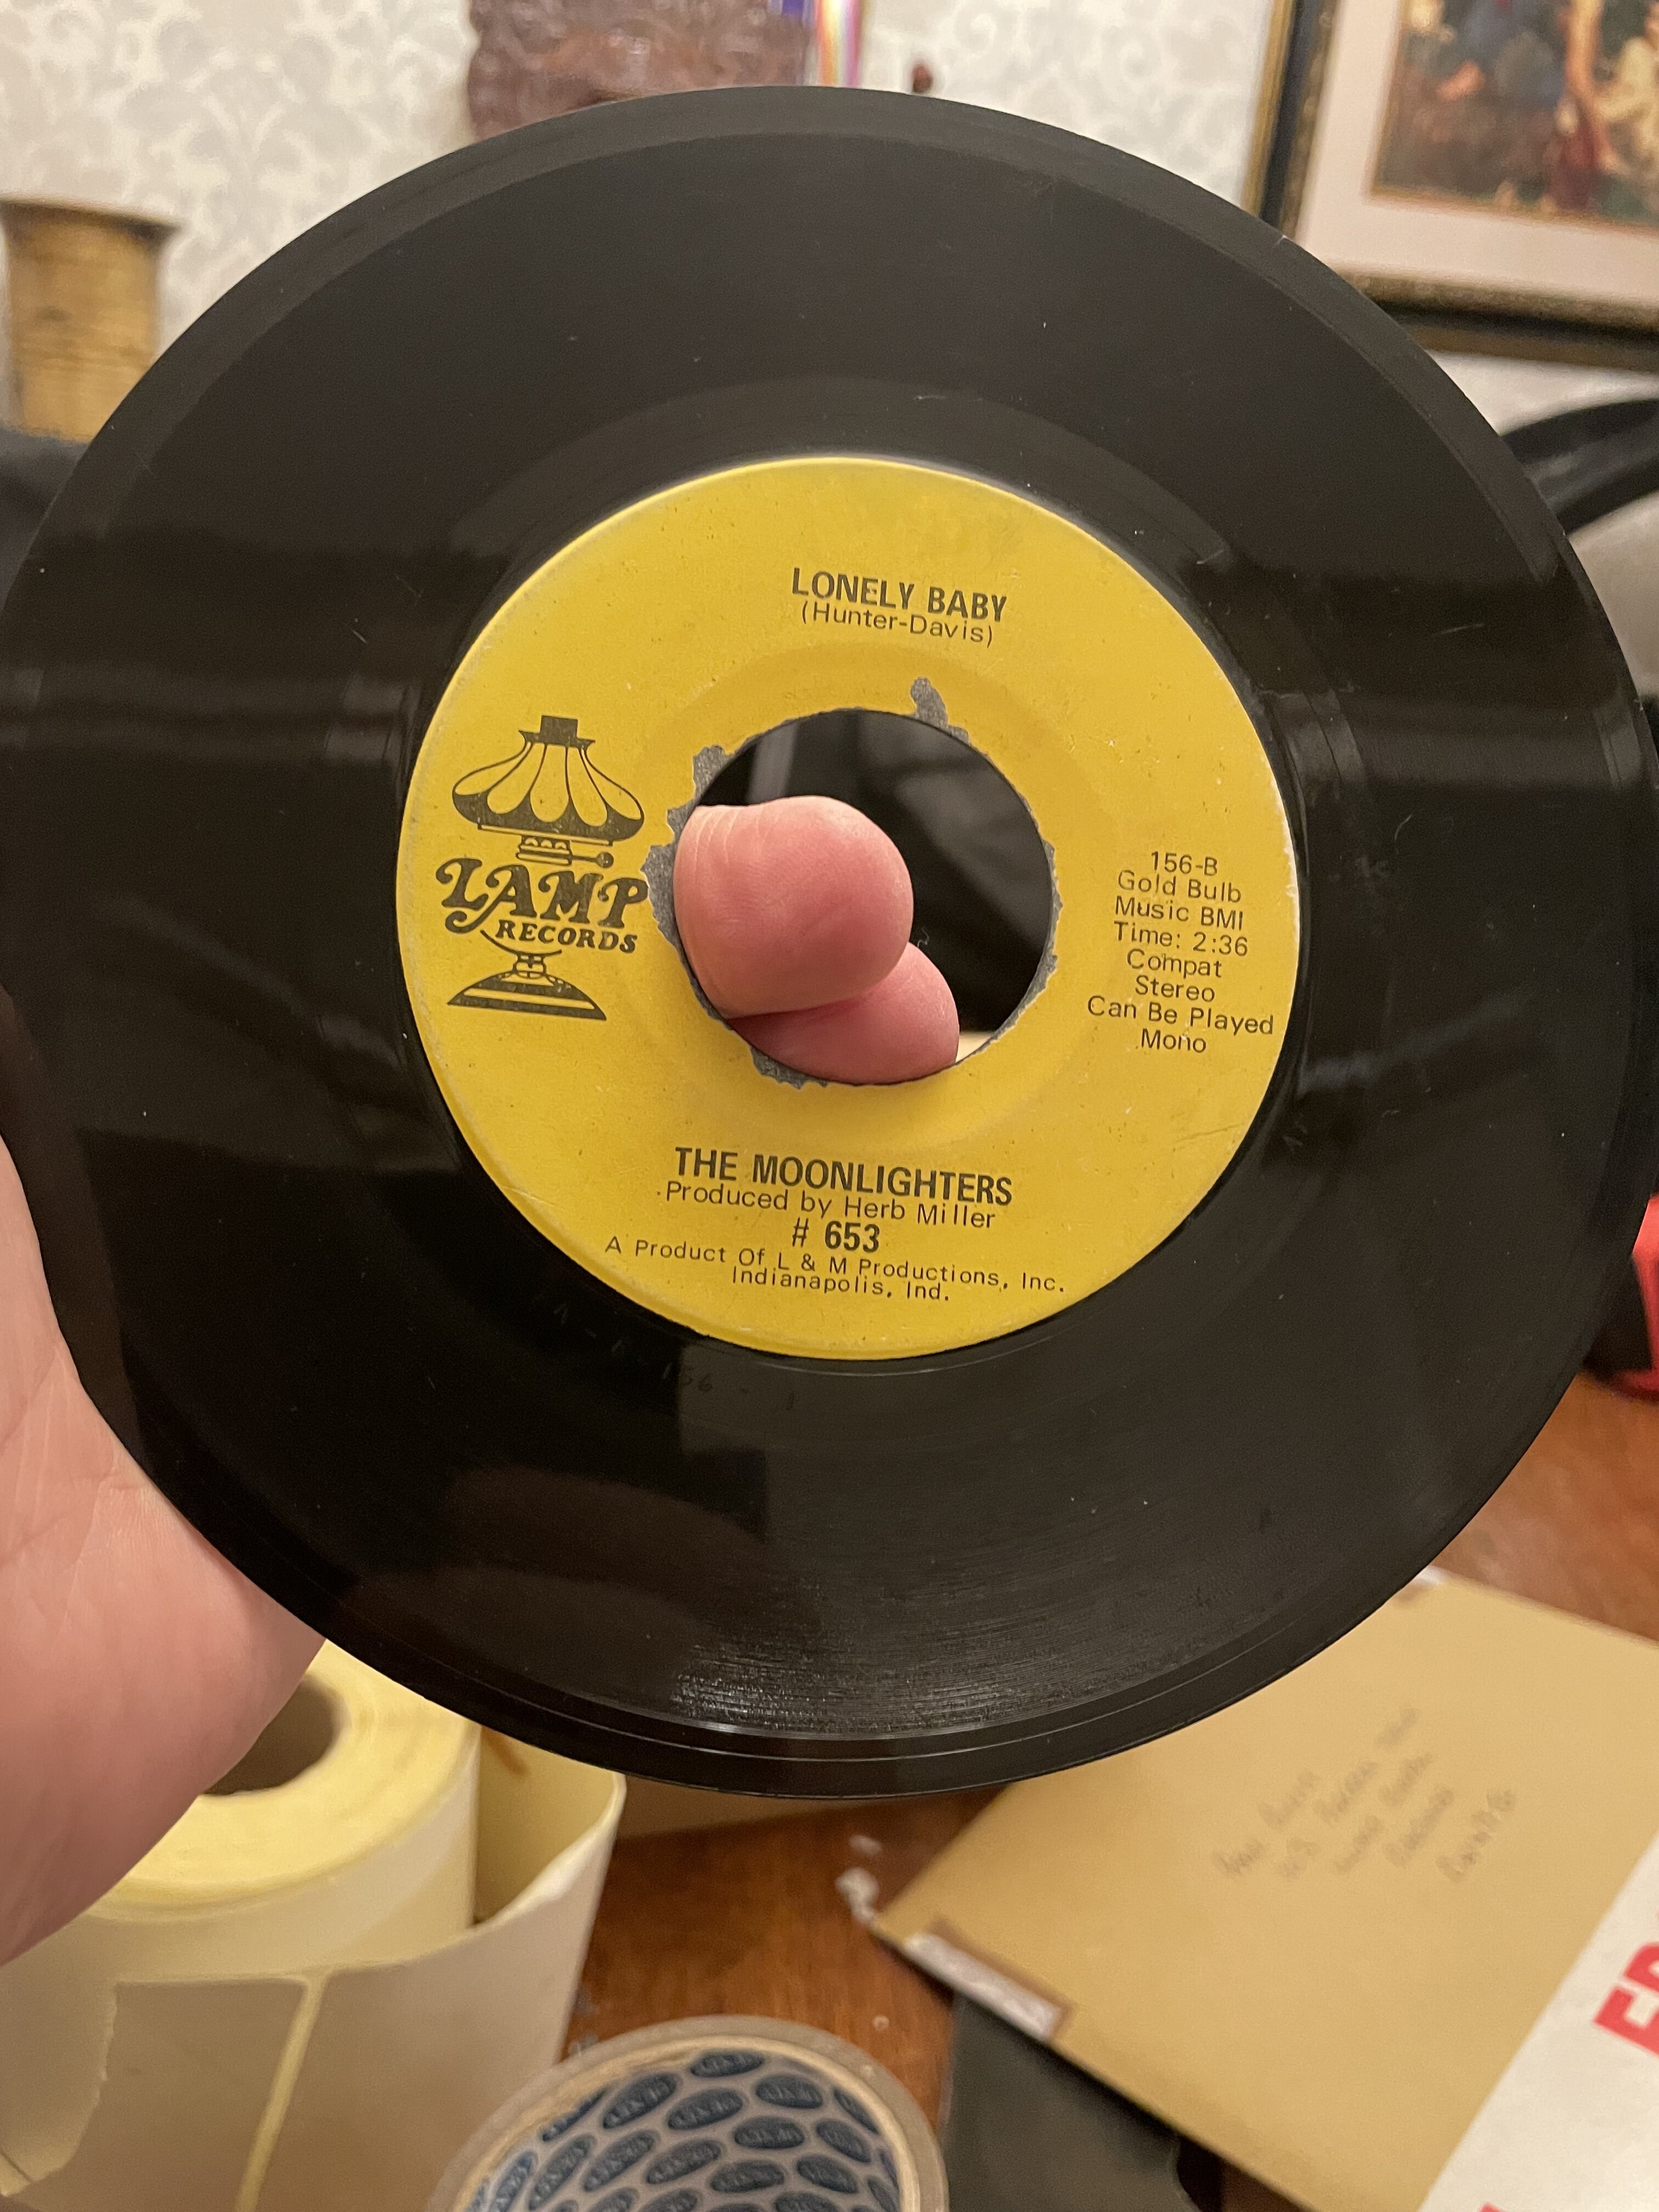 LONELY BABY
(Hunter-Davis)
LAMP
RECORDS
156-B
Gold Bulb
Music BMI
Time: 2:36
Compat
Stereo
Can Be Played
Mono
THE MOONLIGHTERS
Produced by Herb Miller
# 653
A Product Of L & M Productions, Inc.
Indianapolis, Ind.